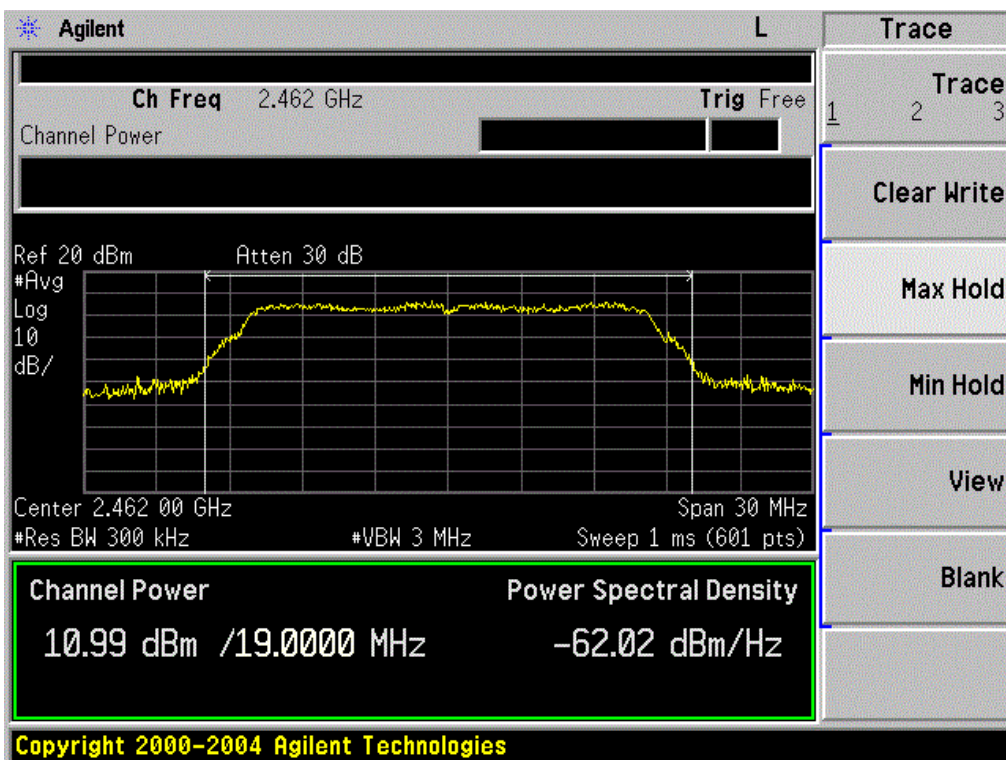 Agilent L
Ch Freq 2.462 GHz Trig Free
Channel Power
Ref 20 dBm Atten 30 dB
#Avg
Log
10
dB/
Center 2.462 00 GHz Span 30 MHz
#Res BW 300 kHz #VBW 3 MHz Sweep 1 ms (601 pts)
Channel Power Power Spectral Density
10.99 dBm /19.0000 MHz -62.02 dBm/Hz
Copyright 2000-2004 Agilent Technologies
Trace
Trace
1 2 3
Clear Write
Max Hold
Min Hold
View
Blank